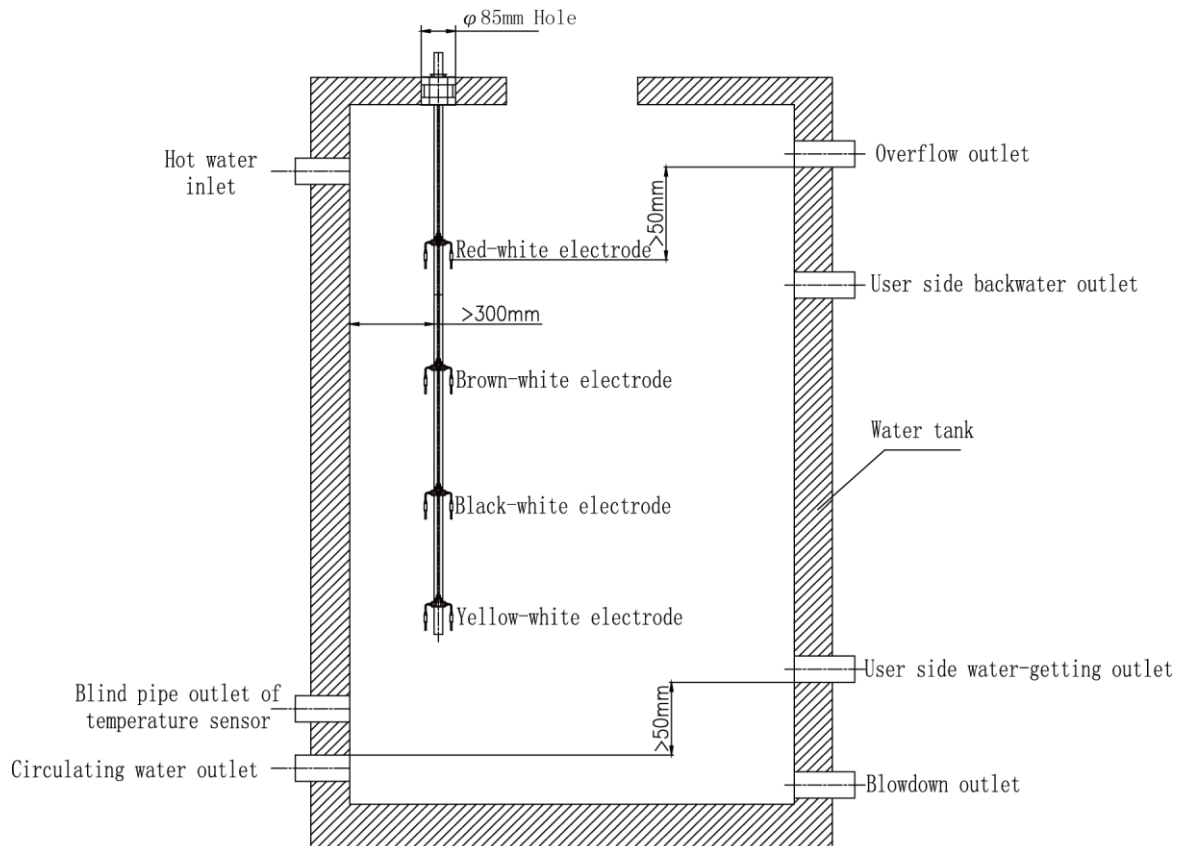 φ85mm Hole
Hot water
inlet
Overflow outlet
>50mm
Red-white electrode
User side backwater outlet
>300mm
Brown-white electrode
Water tank
Black-white electrode
Yellow-white electrode
User side water-getting outlet
Blind pipe outlet of
temperature sensor
>50mm
Circulating water outlet
Blowdown outlet